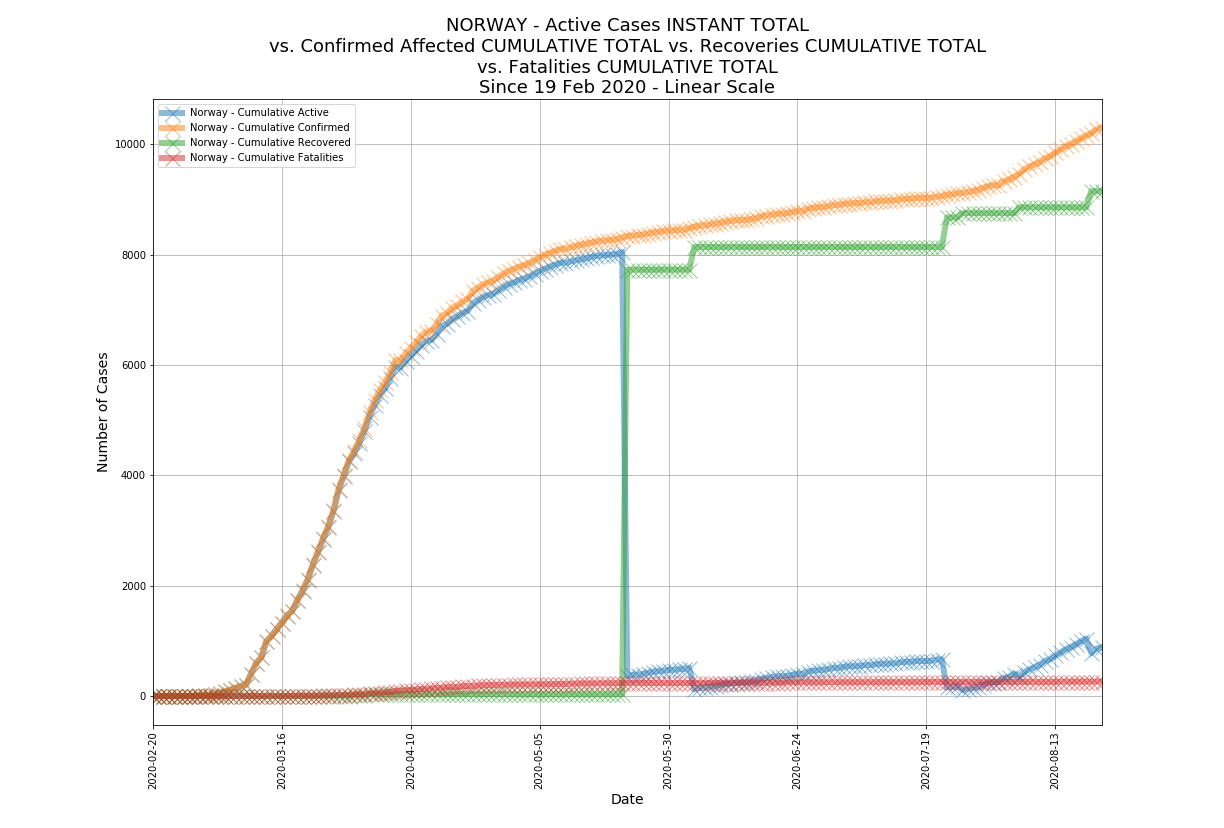 NORWAY - Active Cases INSTANT TOTAL
vs. Confirmed Affected CUMULATIVE TOTAL vs. Recoveries CUMULATIVE TOTAL
vs. Fatalities CUMULATIVE TOTAL
Since 19 Feb 2020 - Linear Scale
Norway - Cumulative Active
Norway - Cumulative Confirmed
Norway - Cumulative Recovered
Norway - Cumulative Fatalities
10000
8000
6000
4000
2000
0
Number of Cases
2020-02-20
2020-03-16
2020-04-10
2020-05-05
2020-05-30
2020-06-24
2020-07-19
2020-08-13
Date